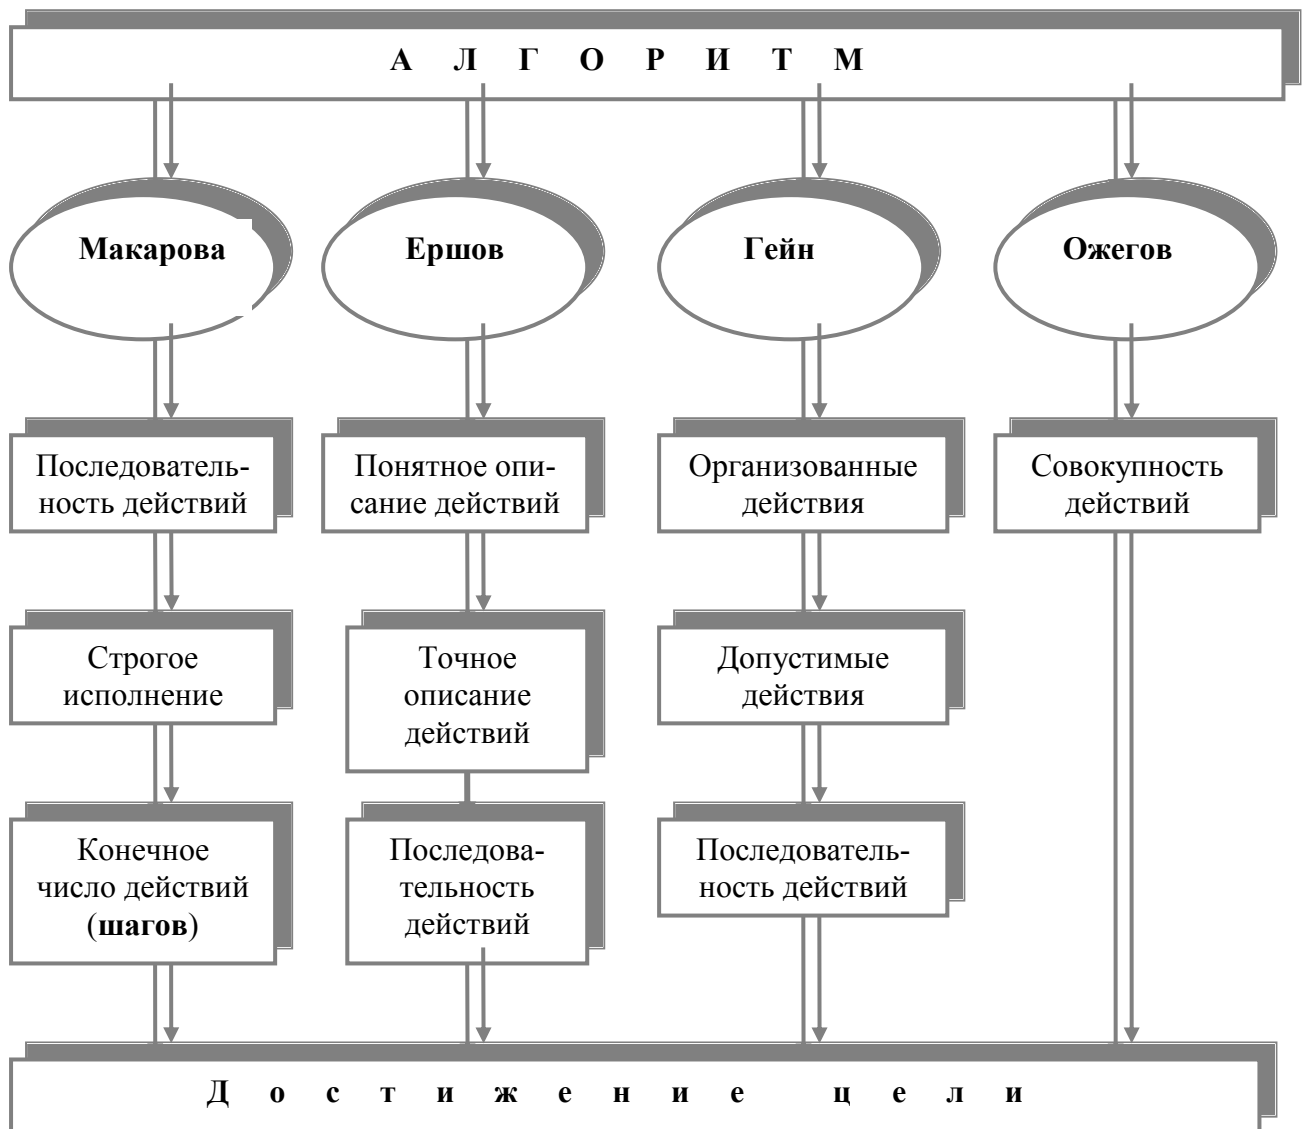 А Л Г О Р И Т М
Макарова
Ершов
Гейн
Ожегов
Последователь-
ность действий
Понятное опи-
сание действий
Организованные
действия
Совокупность
действий
Строгое
исполнение
Точное
описание
действий
Допустимые
действия
Конечное
число действий
(шагов)
Последова-
тельность
действий
Последователь-
ность действий
Д о с т и ж е н и е ц е л и